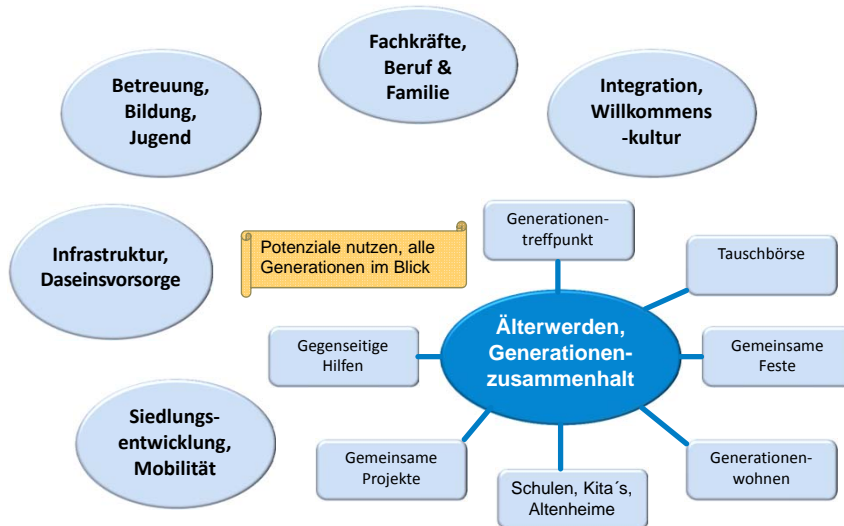 Fachkräfte,
Beruf &
Familie
Betreuung,
Bildung,
Jugend
Integration,
Willkommens
-kultur
Infrastruktur,
Daseinsvorsorge
Potenziale nutzen, alle
Generationen im Blick
Generationen-
treffpunkt
Tauschbörse
Älterwerden,
Generationen-
zusammenhalt
Gegenseitige
Hilfen
Gemeinsame
Feste
Siedlungs-
entwicklung,
Mobilität
Gemeinsame
Projekte
Schulen, Kita´s,
Altenheime
Generationen-
wohnen